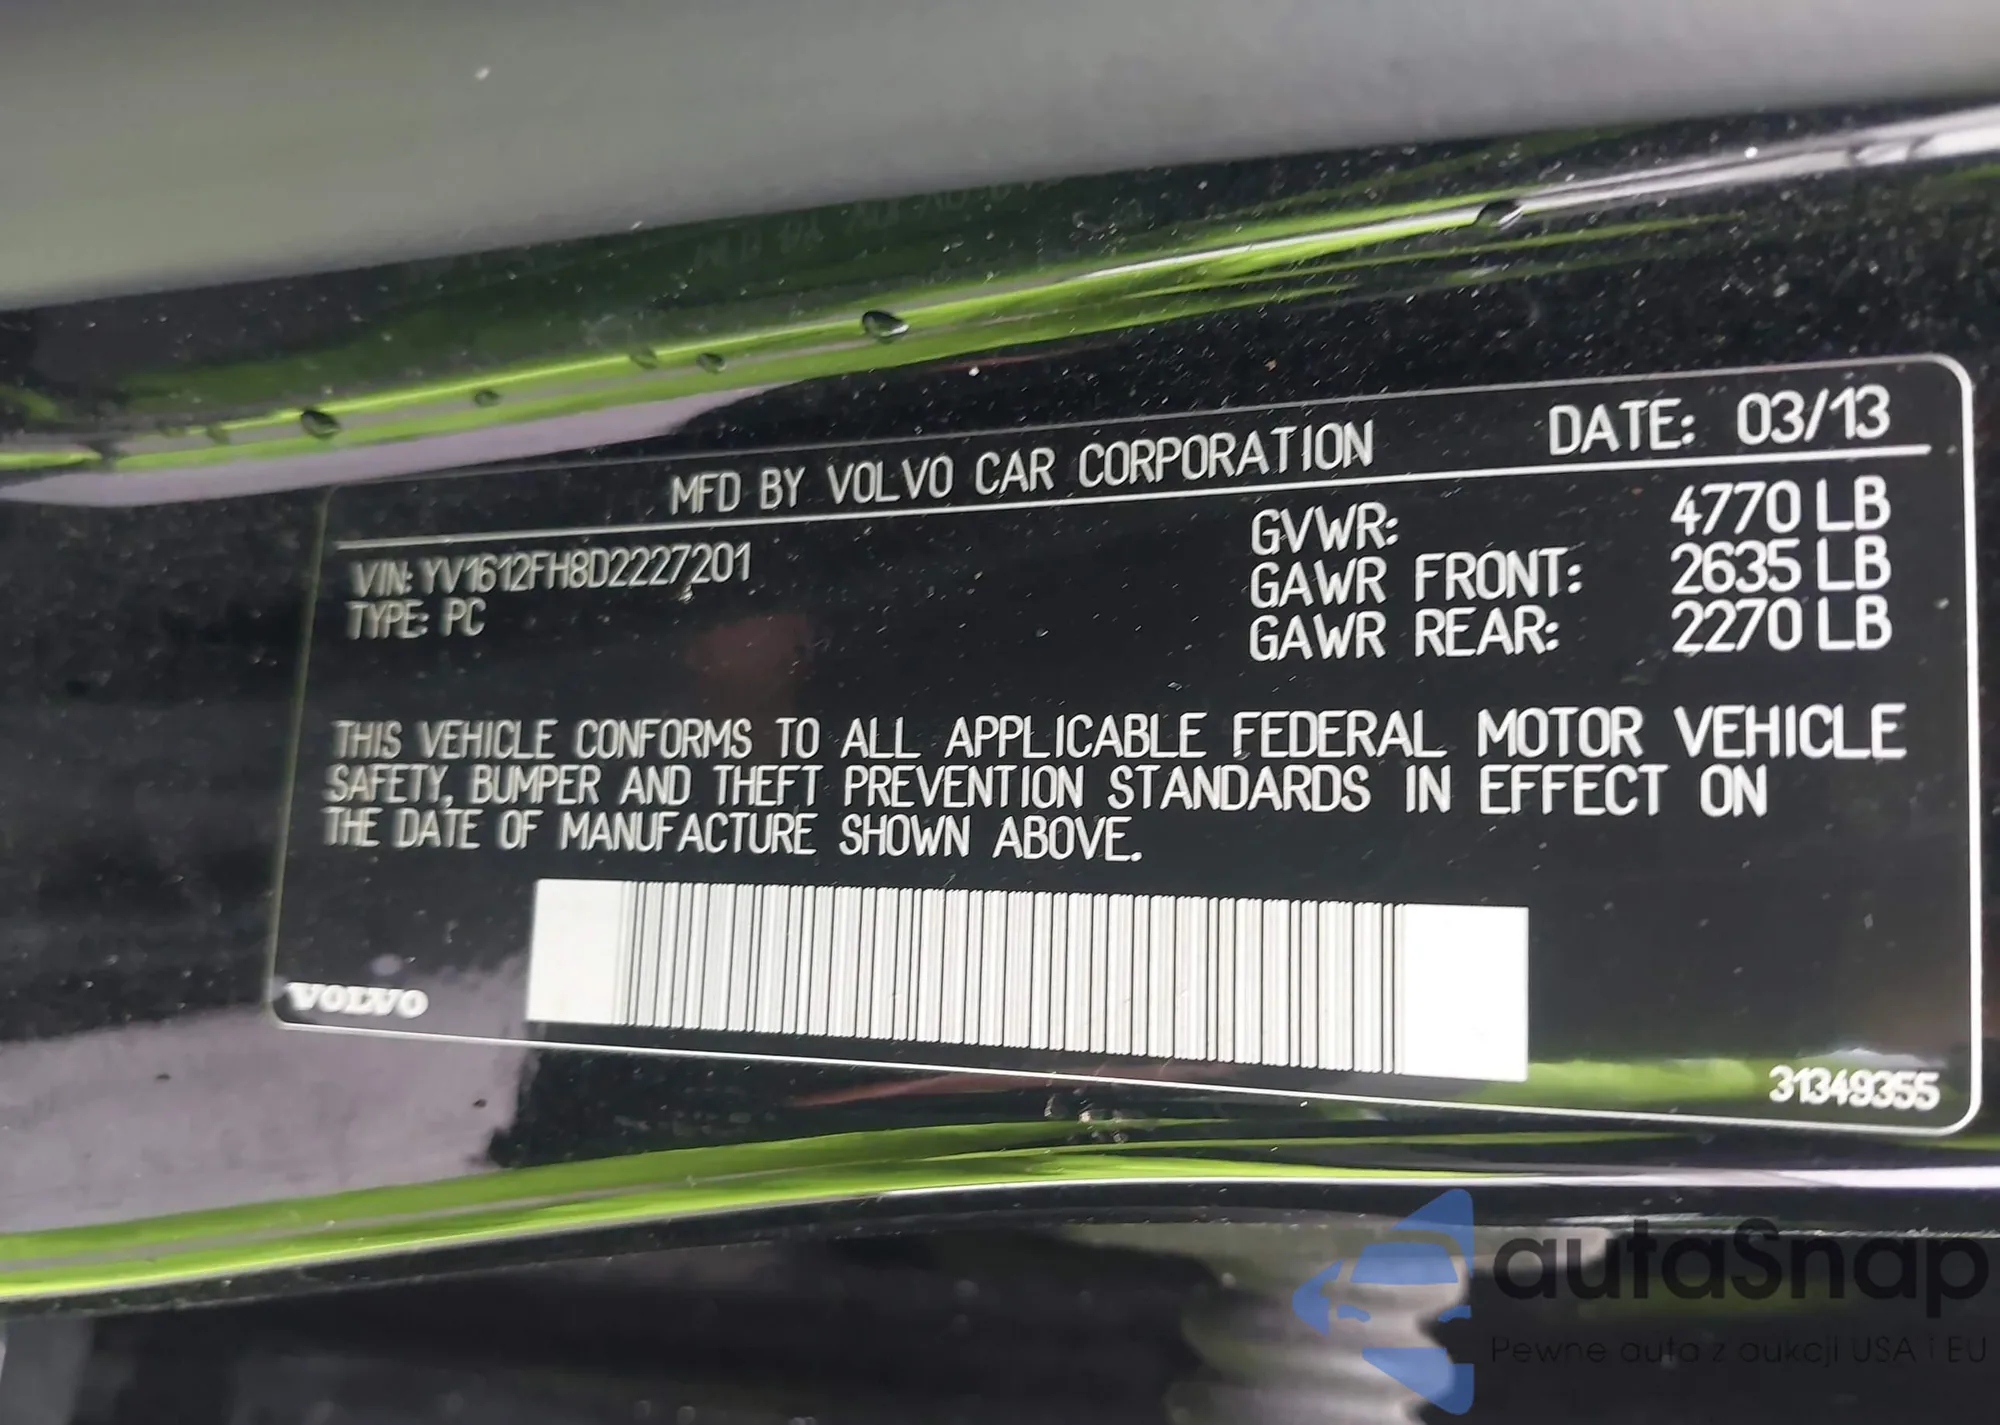 MFD BY VOLVO CAR CORPORATION DATE: 03/13
VIN: YV1612FH8D2227201 GVWR: 4770 LB
TYPE: PC GAWR FRONT: 2635 LB
GAWR REAR: 2270 LB
THIS VEHICLE CONFORMS TO ALL APPLICABLE FEDERAL MOTOR VEHICLE
SAFETY, BUMPER AND THEFT PREVENTION STANDARDS IN EFFECT ON
THE DATE OF MANUFACTURE SHOWN ABOVE.
VOLVO
31349355
autaSnap
Pewne auta z aukcji USA i EU